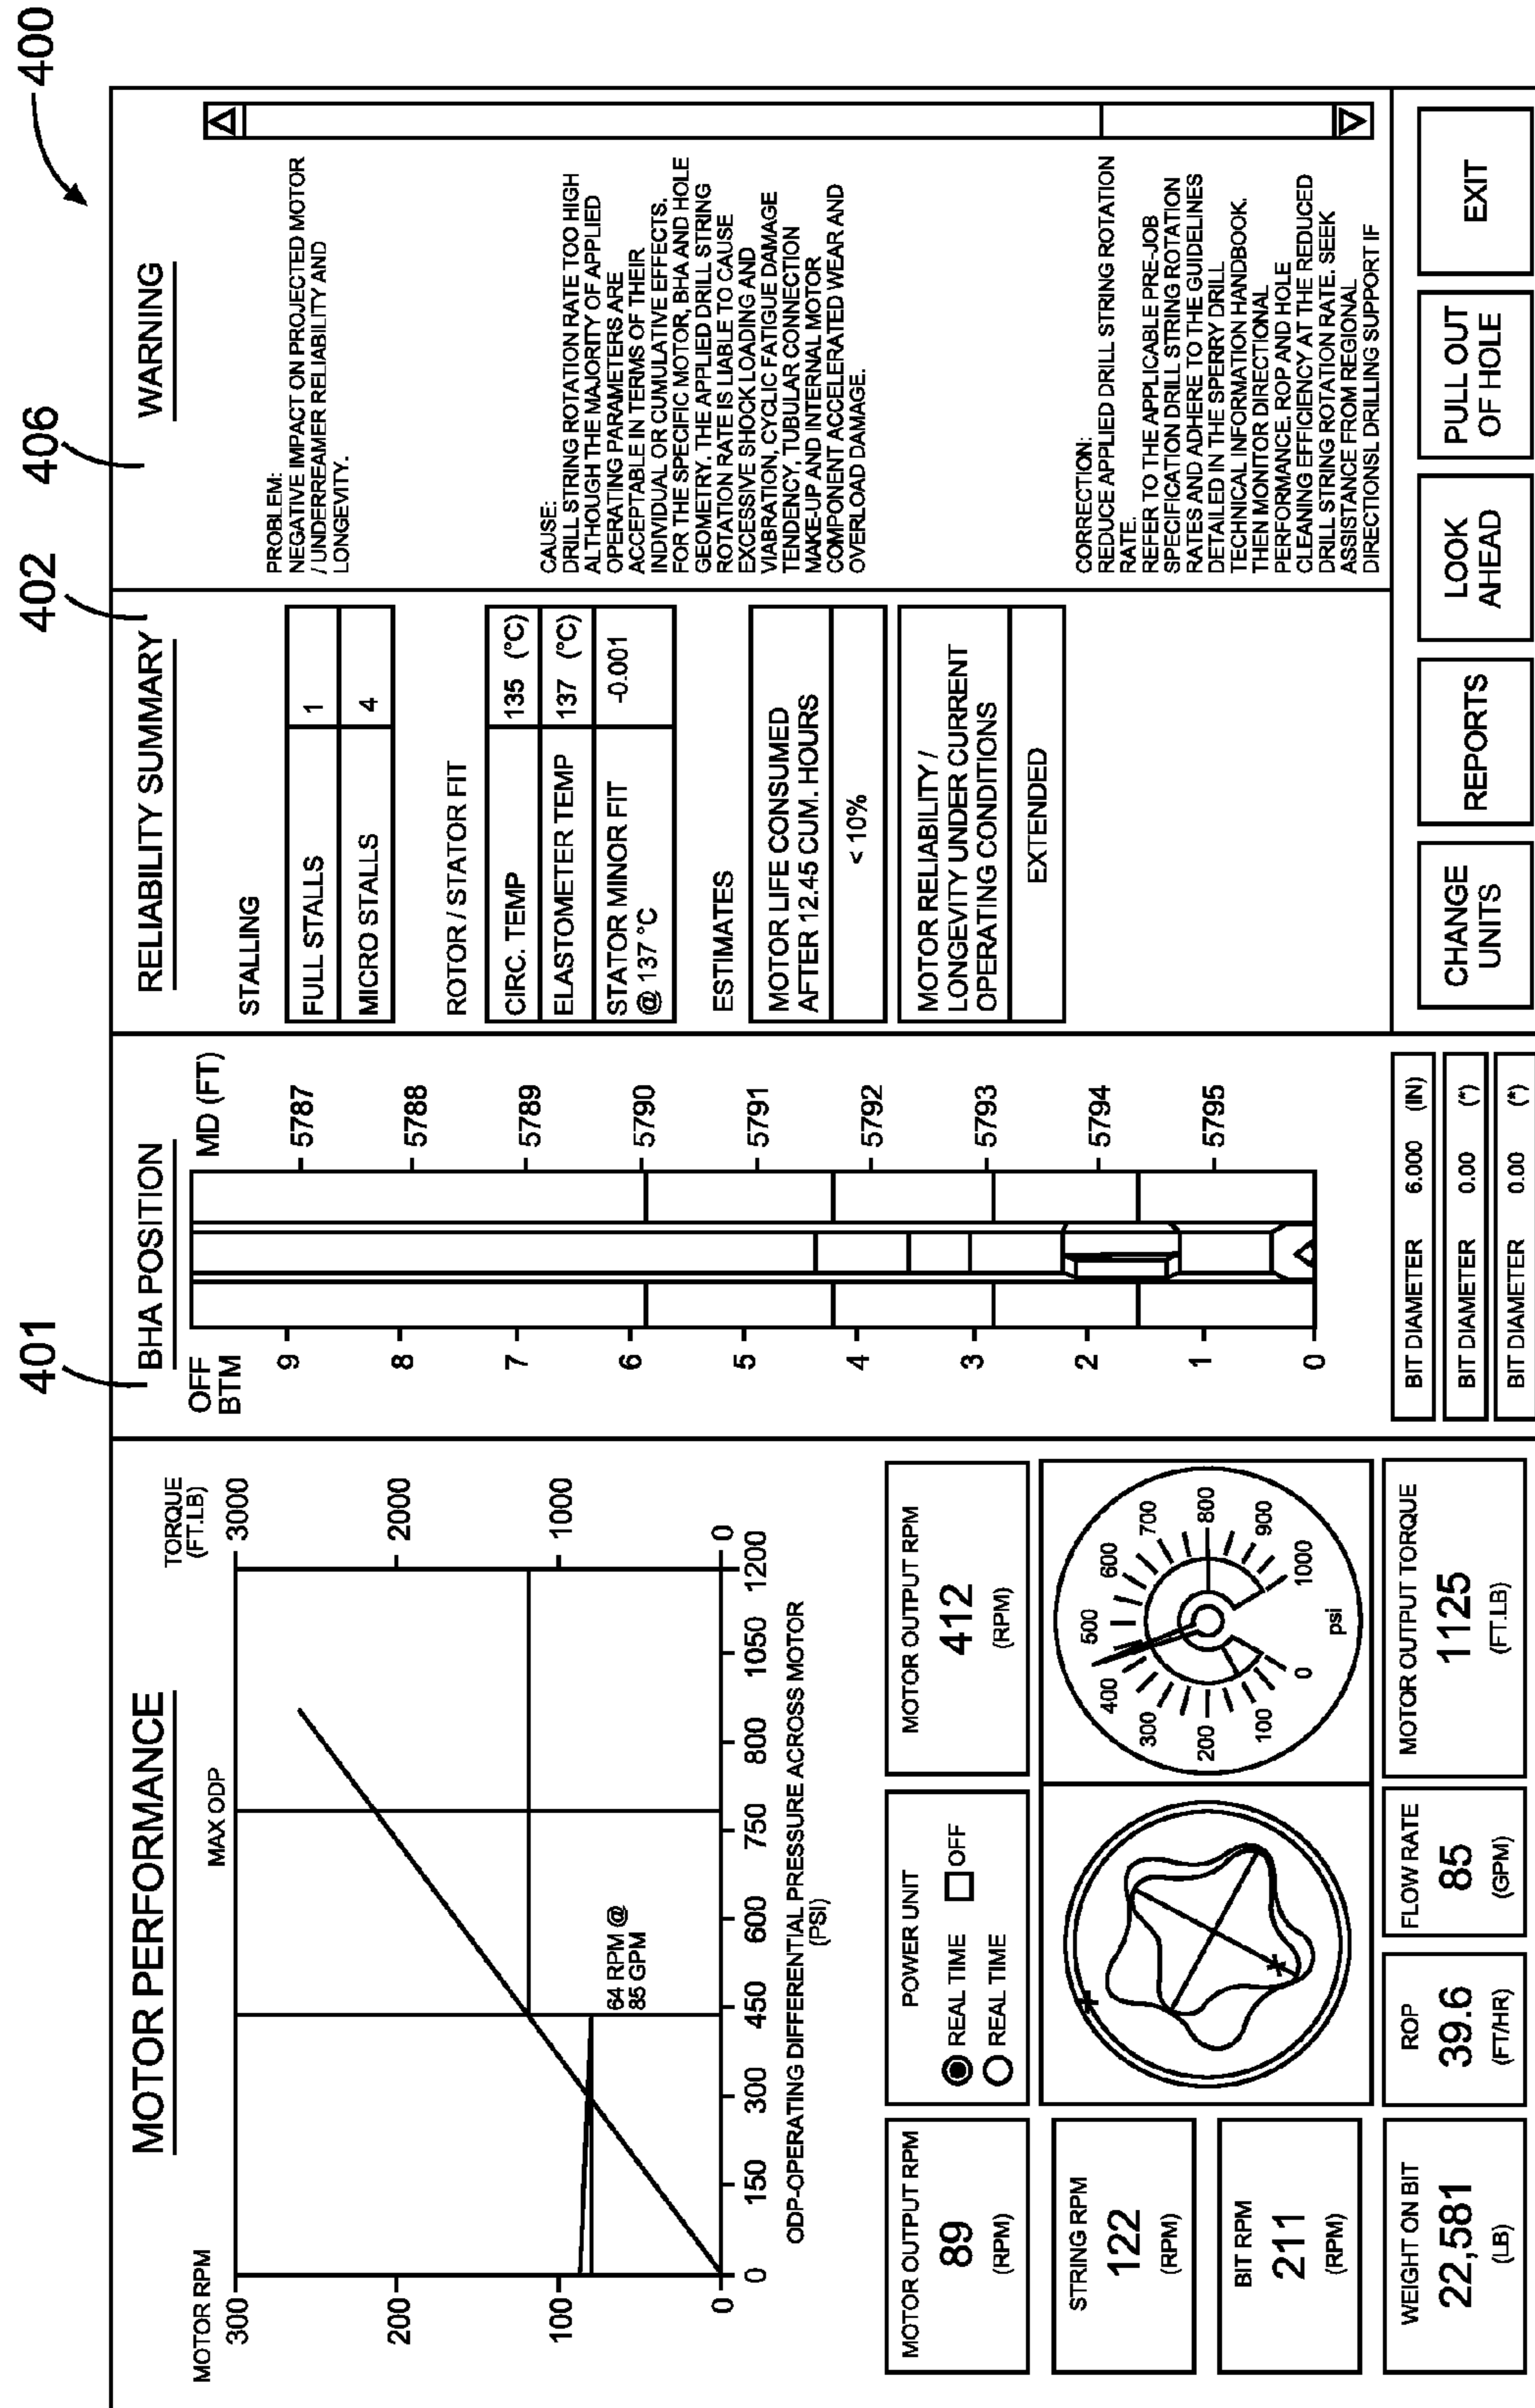 400
401
402
406
MOTOR PERFORMANCE
MOTOR RPM
TORQUE
(FT.LB)
MAX ODP
300
200
100
0
3000
2000
1000
0
64 RPM @
85 GPM
0
150
300
450
600
750
800
1050
1200
ODP-OPERATING DIFFERENTIAL PRESSURE ACROSS MOTOR
(PSI)
MOTOR OUTPUT RPM
89
(RPM)
POWER UNIT
REAL TIME
OFF
REAL TIME
MOTOR OUTPUT RPM
412
(RPM)
STRING RPM
122
(RPM)
BIT RPM
211
(RPM)
0
100
200
300
400
500
600
700
800
900
1000
psi
WEIGHT ON BIT
22,581
(LB)
ROP
39.6
(FT/HR)
FLOW RATE
85
(GPM)
MOTOR OUTPUT TORQUE
1125
(FT.LB)
BHA POSITION
OFF
BTM
MD (FT)
9
8
7
6
5
4
3
2
1
0
5787
5788
5789
5790
5791
5792
5793
5794
5795
BIT DIAMETER 6.000 (IN)
BIT DIAMETER 0.00 (*)
BIT DIAMETER 0.00 (*)
RELIABILITY SUMMARY
STALLING
FULL STALLS 1
MICRO STALLS 4
ROTOR / STATOR FIT
CIRC. TEMP 135 (°C)
ELASTOMETER TEMP 137 (°C)
STATOR MINOR FIT
@ 137 °C
-0.001
ESTIMATES
MOTOR LIFE CONSUMED
AFTER 12.45 CUM. HOURS
< 10%
MOTOR RELIABILITY /
LONGEVITY UNDER CURRENT
OPERATING CONDITIONS
EXTENDED
WARNING
PROBLEM:
NEGATIVE IMPACT ON PROJECTED MOTOR
/ UNDERREAMER RELIABILITY AND
LONGEVITY.
CAUSE:
DRILL STRING ROTATION RATE TOO HIGH
ALTHOUGH THE MAJORITY OF APPLIED
OPERATING PARAMETERS ARE
ACCEPTABLE IN TERMS OF THEIR
INDIVIDUAL OR CUMULATIVE EFFECTS.
FOR THE SPECIFIC MOTOR, BHA AND HOLE
GEOMETRY. THE APPLIED DRILL STRING
ROTATION RATE IS LIABLE TO CAUSE
EXCESSIVE SHOCK LOADING AND
VIABRATION, CYCLIC FATIGUE DAMAGE
TENDENCY, TUBULAR CONNECTION
MAKE-UP AND INTERNAL MOTOR
COMPONENT ACCELERATED WEAR AND
OVERLOAD DAMAGE.
CORRECTION:
REDUCE APPLIED DRILL STRING ROTATION
RATE.
REFER TO THE APPLICABLE PRE-JOB
SPECIFICATION DRILL STRING ROTATION
RATES AND ADHERE TO THE GUIDELINES
DETAILED IN THE SPERRY DRILL
TECHNICAL INFORMATION HANDBOOK.
THEN MONITOR DIRECTIONAL
PERFORMANCE. ROP AND HOLE
CLEANING EFFICIENCY AT THE REDUCED
DRILL STRING ROTATION RATE. SEEK
ASSISTANCE FROM REGIONAL
DIRECTIONSL DRILLING SUPPORT IF
CHANGE
UNITS
REPORTS
LOOK
AHEAD
PULL OUT
OF HOLE
EXIT